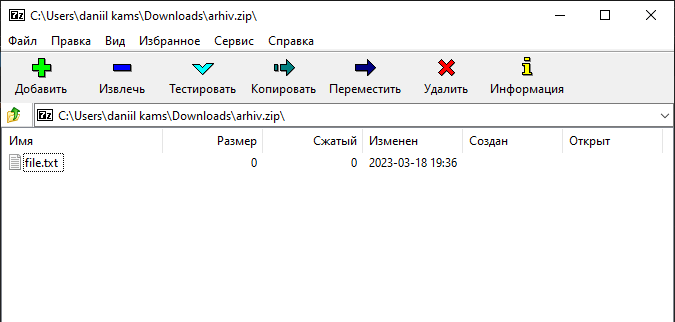 7z C:\Users\daniil kams\Downloads\arhiv.zip\
Файл Правка Вид Избранное Сервис Справка
Добавить Извлечь Тестировать Копировать Переместить Удалить Информация
7z C:\Users\daniil kams\Downloads\arhiv.zip\
Имя Размер Сжатый Изменен Создан Открыт
file.txt 0 0 2023-03-18 19:36